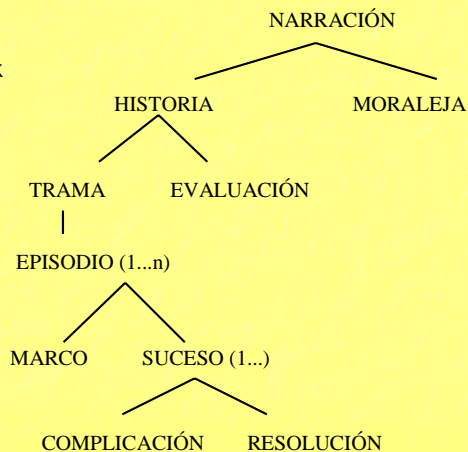 NARRACIÓN
HISTORIA MORALEJA
TRAMA EVALUACIÓN
EPISODIO (1...n)
MARCO SUCESO (1...)
COMPLICACIÓN RESOLUCIÓN